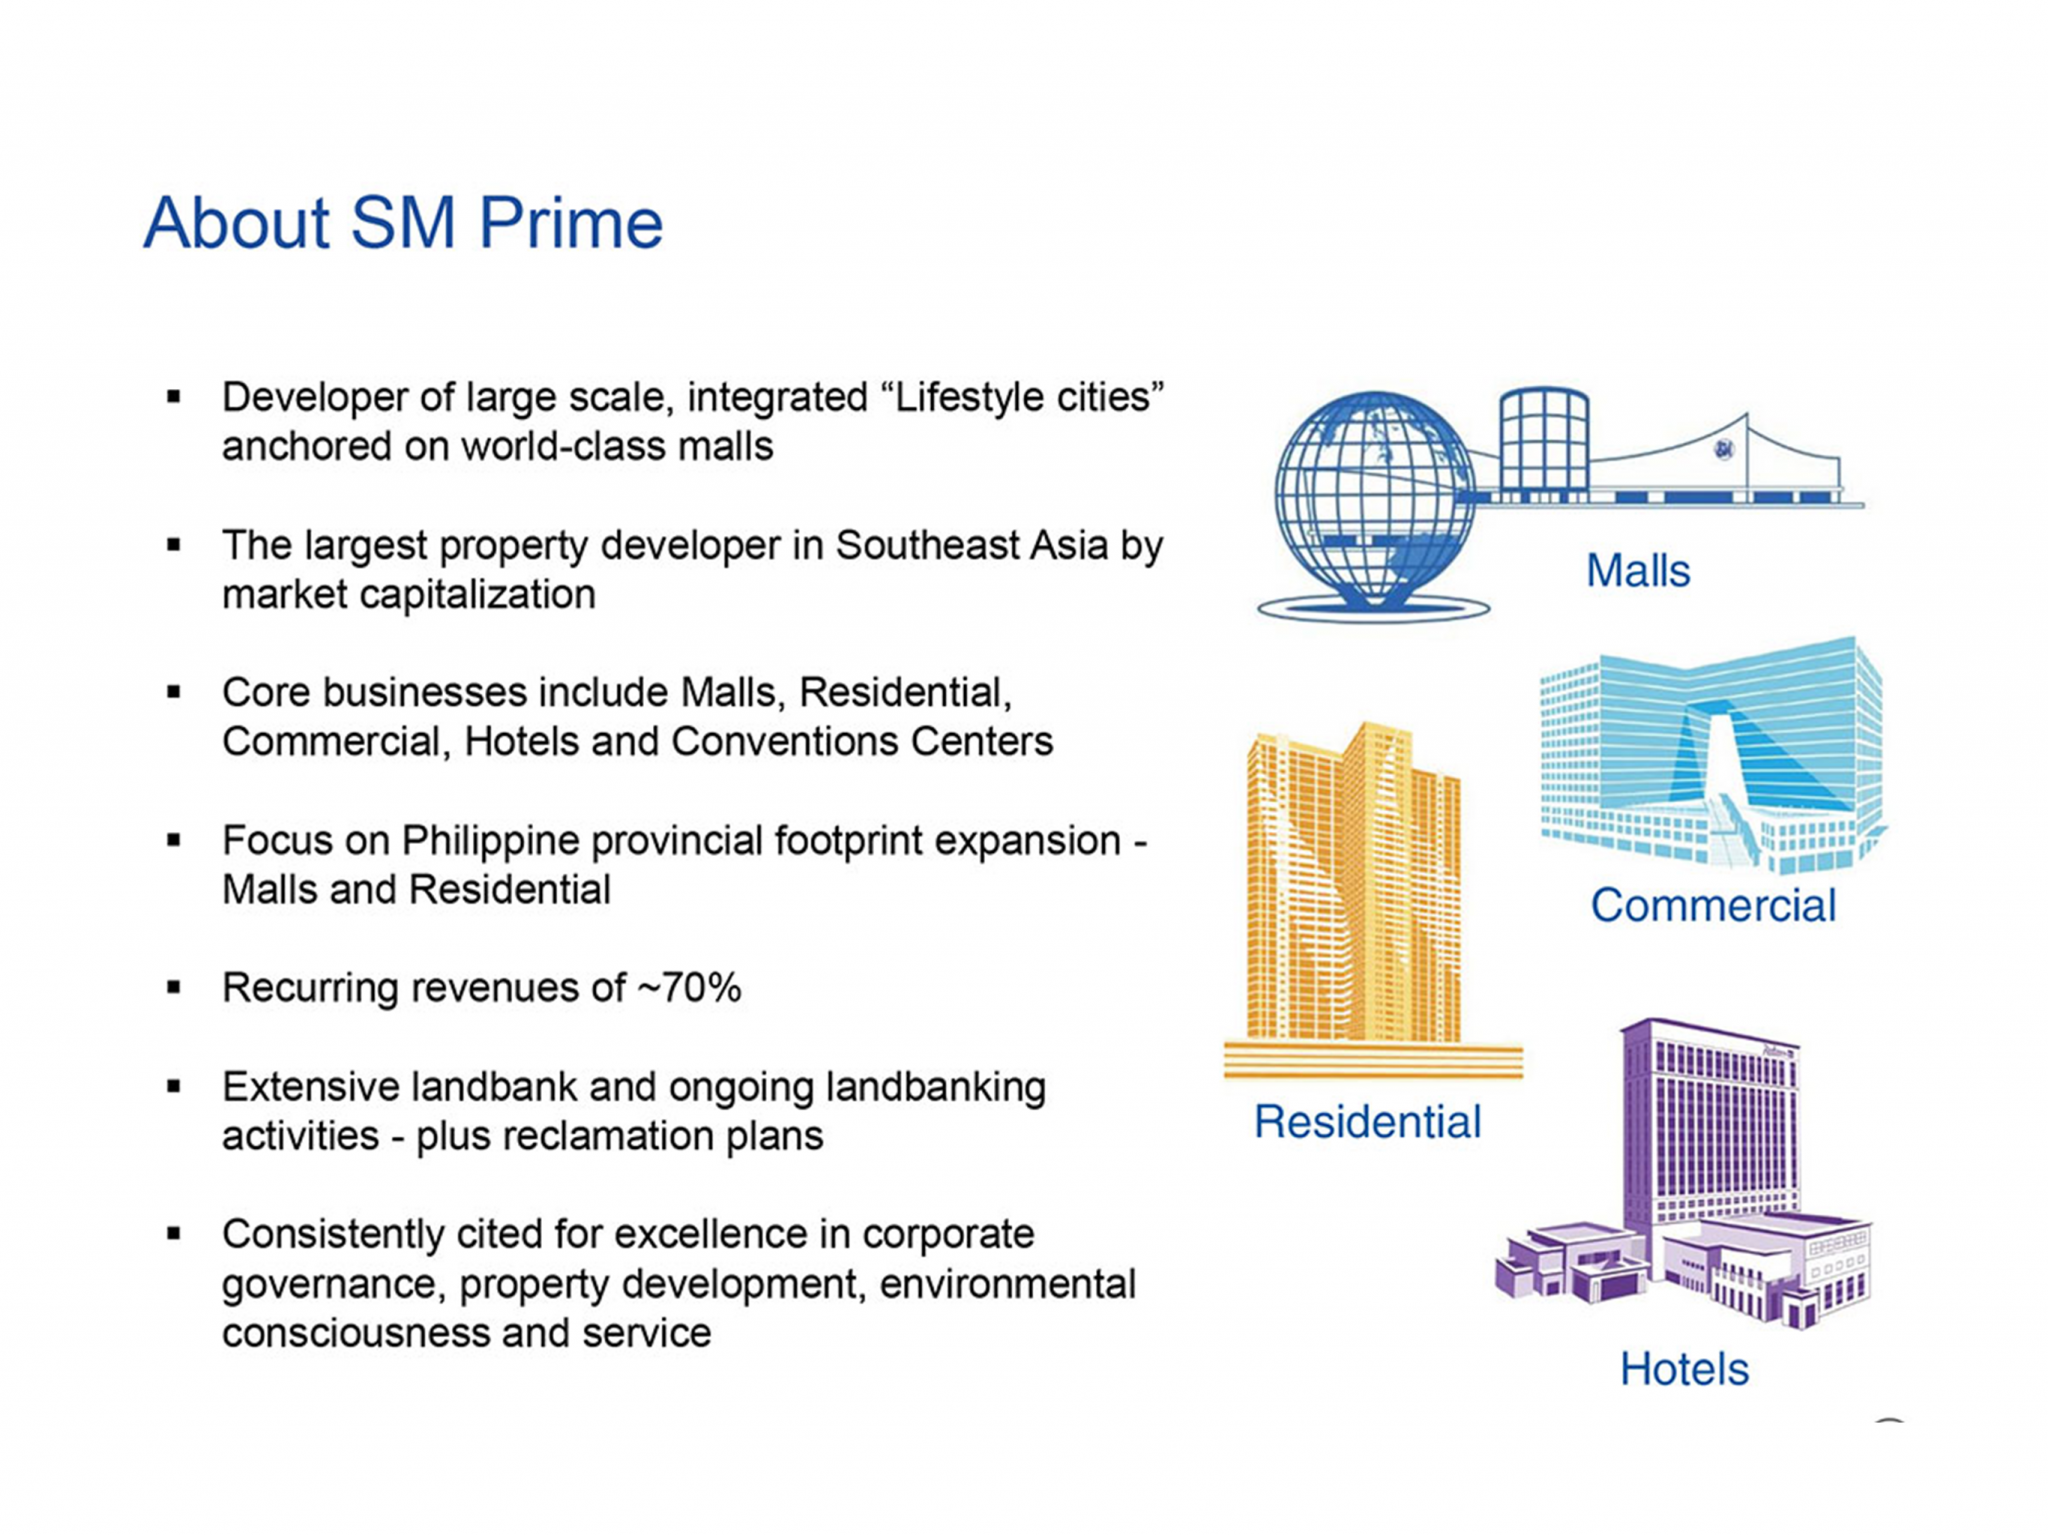 About SM Prime
▪ Developer of large scale, integrated “Lifestyle cities”
anchored on world-class malls
▪ The largest property developer in Southeast Asia by
market capitalization
▪ Core businesses include Malls, Residential,
Commercial, Hotels and Conventions Centers
▪ Focus on Philippine provincial footprint expansion -
Malls and Residential
▪ Recurring revenues of ~70%
▪ Extensive landbank and ongoing landbanking
activities - plus reclamation plans
▪ Consistently cited for excellence in corporate
governance, property development, environmental
consciousness and service
SM
Malls
Commercial
Residential
Hotels